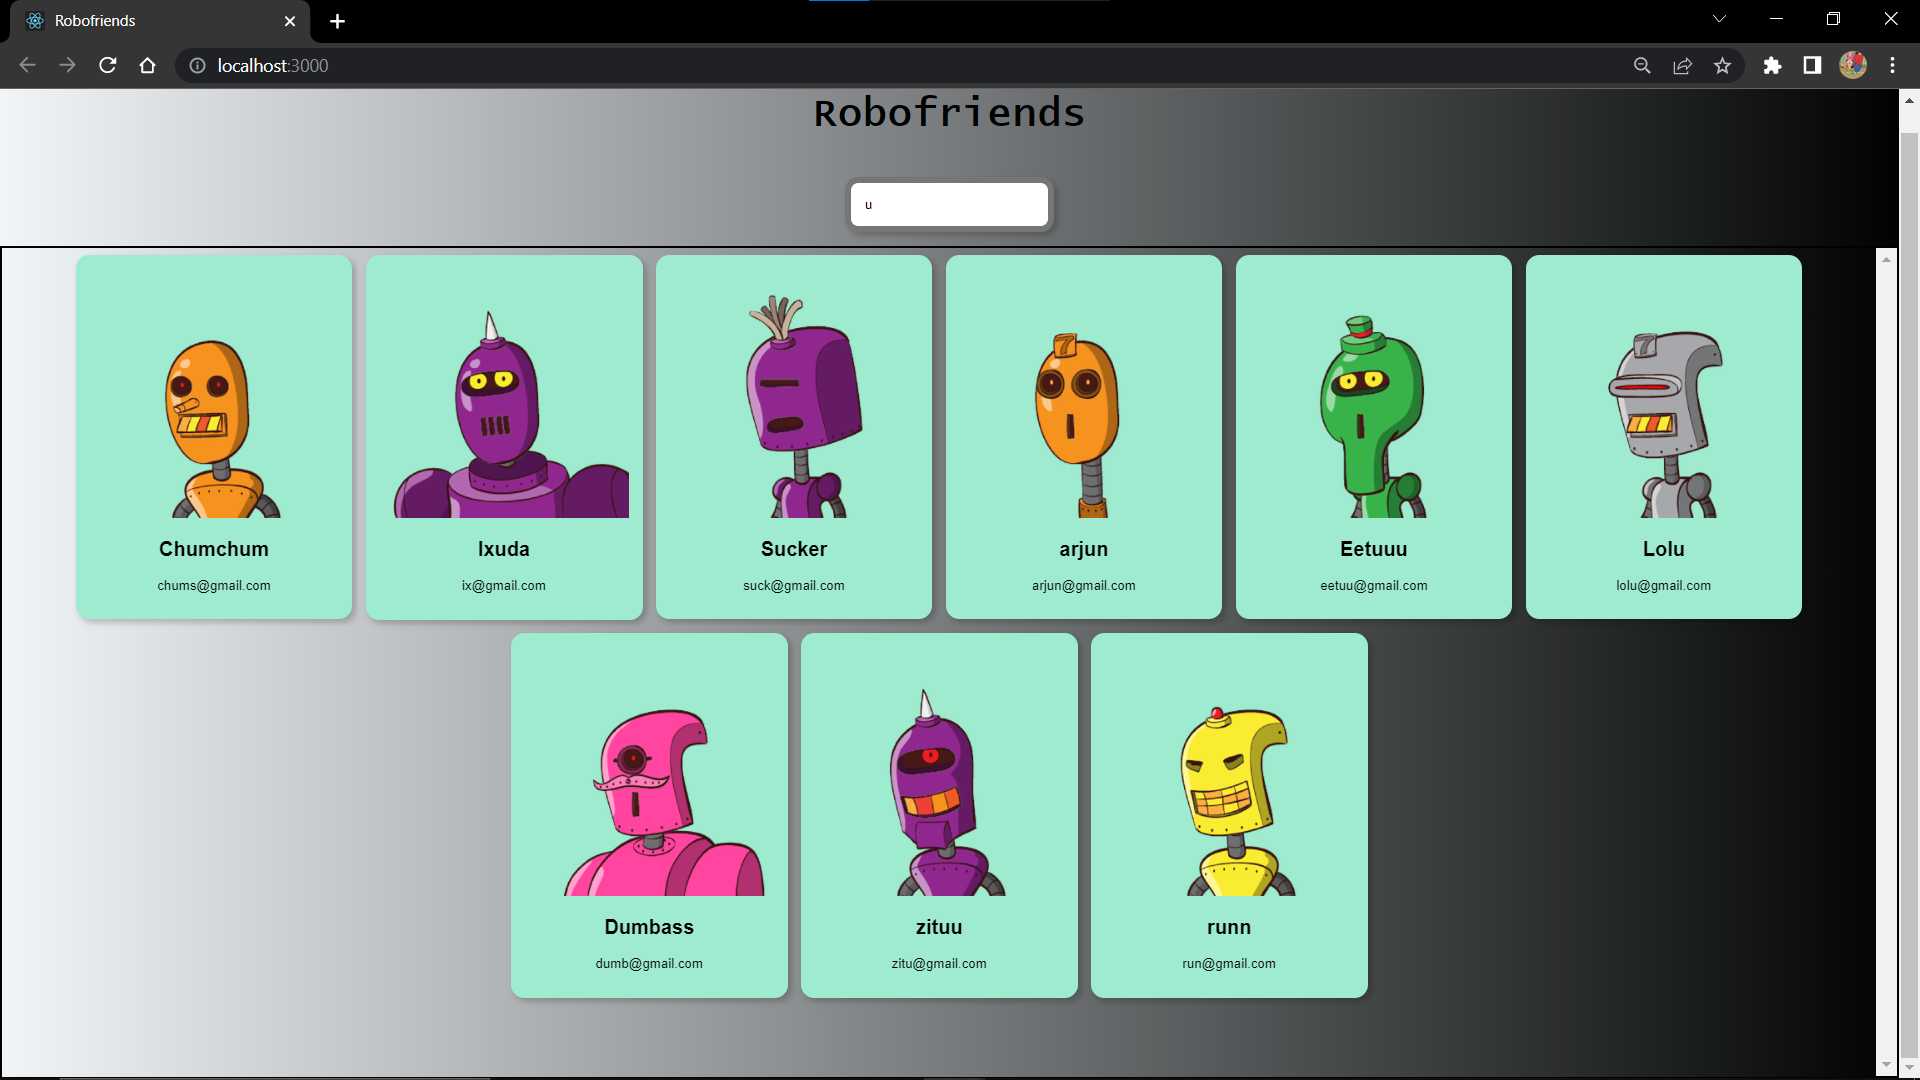 Robofriends
localhost:3000
Robofriends
u
7
7
Chumchum Ixuda Sucker arjun Eetuuu Lolu
chums@gmail.com ix@gmail.com suck@gmail.com arjun@gmail.com eetuu@gmail.com lolu@gmail.com
Dumbass zituu runn
dumb@gmail.com zitu@gmail.com run@gmail.com